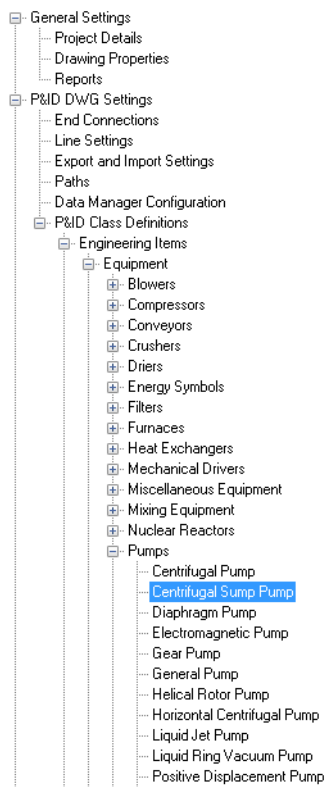 General Settings
Project Details
Drawing Properties
Reports
P&ID DWG Settings
End Connections
Line Settings
Export and Import Settings
Paths
Data Manager Configuration
P&ID Class Definitions
Engineering Items
Equipment
Blowers
Compressors
Conveyors
Crushers
Driers
Energy Symbols
Filters
Furnaces
Heat Exchangers
Mechanical Drivers
Miscellaneous Equipment
Mixing Equipment
Nuclear Reactors
Pumps
Centrifugal Pump
Centrifugal Sump Pump
Diaphragm Pump
Electromagnetic Pump
Gear Pump
General Pump
Helical Rotor Pump
Horizontal Centrifugal Pump
Liquid Jet Pump
Liquid Ring Vacuum Pump
Positive Displacement Pump